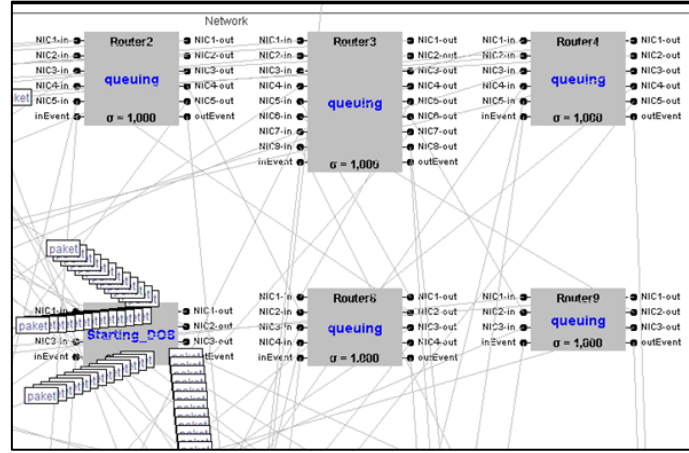 Network
NIC1-in Router2 NIC1-out NIC1-in Router3 NIC1-out NIC1-in Router4 NIC1-out
NIC2-in NIC2-out NIC2-in NIC2-out NIC2-in NIC2-out
NIC3-in queuing NIC3-out NIC3-in NIC3-out NIC3-in queuing NIC3-out
NIC4-in NIC4-out NIC4-in queuing NIC4-out NIC4-in NIC4-out
NIC5-in NIC5-out NIC5-in NIC5-out NIC5-in NIC5-out
inEvent σ = 1,000 outEvent NIC6-in NIC6-out inEvent σ = 1,000 outEvent
NIC7-in NIC7-out
NIC8-in NIC8-out
inEvent σ = 1,000 outEvent
paket
NIC1-in NIC1-out NIC1-in Router8 NIC1-out NIC1-in Router9 NIC1-out
paket NIC2-out NIC2-in NIC2-out NIC2-in queuing NIC2-out
NIC3-in Starting_DOS NIC3-in queuing NIC3-out NIC3-in NIC3-out
inEvent NIC4-in NIC4-out inEvent σ = 1,000 outEvent
inEvent σ = 1,000 outEvent
paket